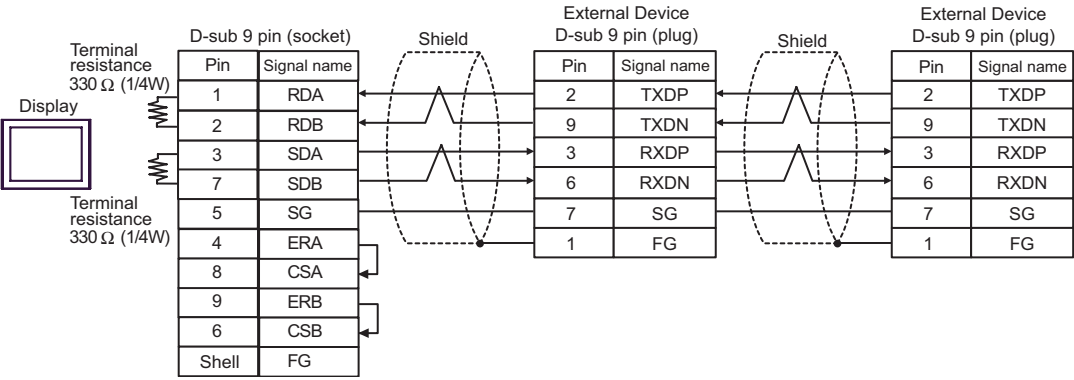 Display
Terminal
resistance
330 Ω (1/4W)
Terminal
resistance
330 Ω (1/4W)
D-sub 9 pin (socket)
Pin Signal name
1 RDA
2 RDB
3 SDA
7 SDB
5 SG
4 ERA
8 CSA
9 ERB
6 CSB
Shell FG
Shield
External Device
D-sub 9 pin (plug)
Pin Signal name
2 TXDP
9 TXDN
3 RXDP
6 RXDN
7 SG
1 FG
Shield
External Device
D-sub 9 pin (plug)
Pin Signal name
2 TXDP
9 TXDN
3 RXDP
6 RXDN
7 SG
1 FG